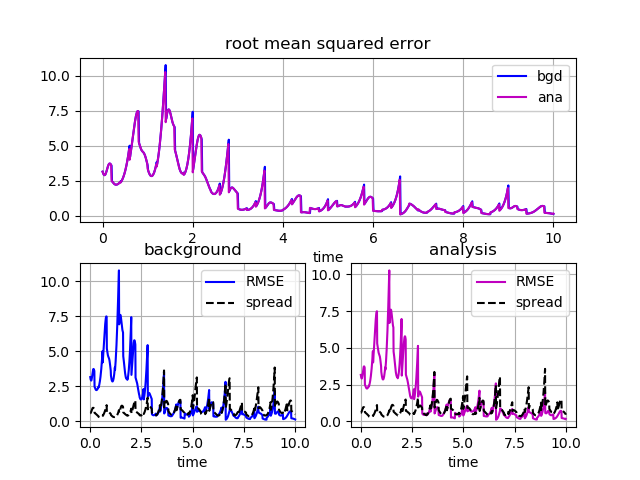 root mean squared error
10.0
7.5
5.0
2.5
0.0
bgd
ana
0 2 4 6 8 10
time
background
10.0
7.5
5.0
2.5
0.0
RMSE
spread
0.0 2.5 5.0 7.5 10.0
time
analysis
10.0
7.5
5.0
2.5
0.0
RMSE
spread
0.0 2.5 5.0 7.5 10.0
time